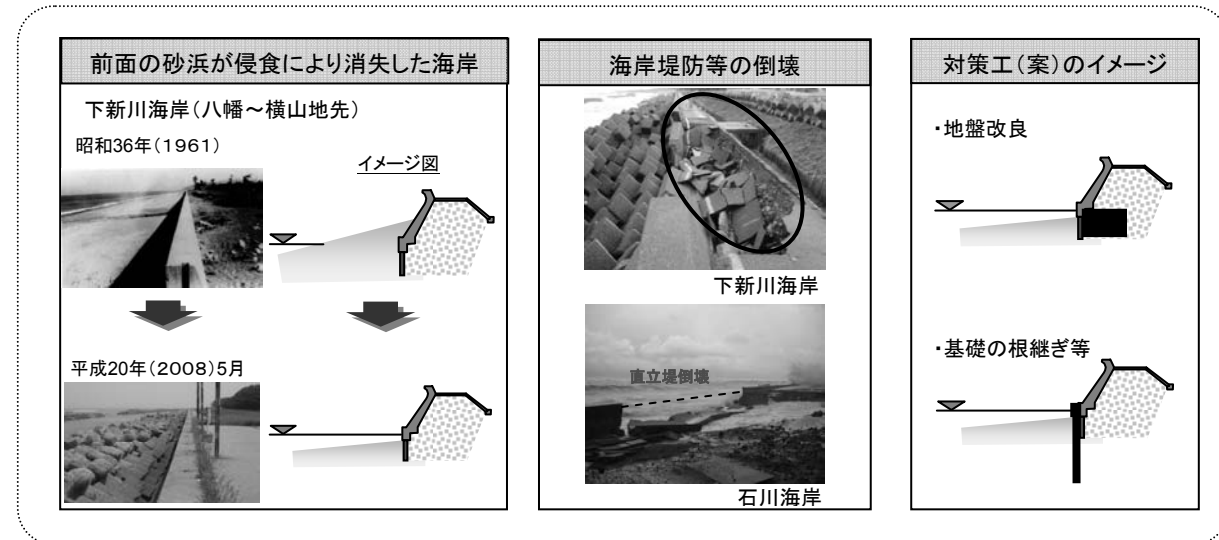 前面の砂浜が侵食により消失した海岸
下新川海岸(八幡～横山地先)
昭和36年(1961)
イメージ図
平成20年(2008)5月
海岸堤防等の倒壊
下新川海岸
直立堤倒壊
石川海岸
対策工(案)のイメージ
・地盤改良
・基礎の根継ぎ等